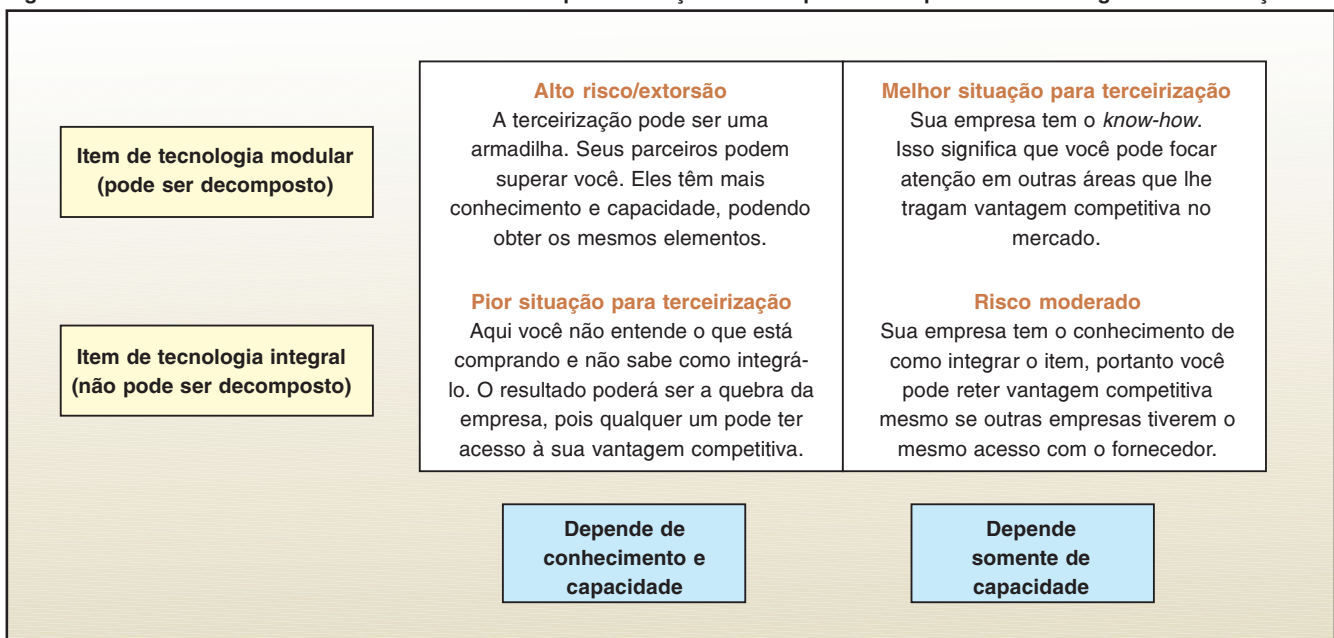 Item de tecnologia modular
(pode ser decomposto)
Alto risco/extorsão
A terceirização pode ser uma
armadilha. Seus parceiros podem
superar você. Eles têm mais
conhecimento e capacidade, podendo
obter os mesmos elementos.
Melhor situação para terceirização
Sua empresa tem o know-how.
Isso significa que você pode focar
atenção em outras áreas que lhe
tragam vantagem competitiva no
mercado.
Item de tecnologia integral
(não pode ser decomposto)
Pior situação para terceirização
Aqui você não entende o que está
comprando e não sabe como integrá-
lo. O resultado poderá ser a quebra da
empresa, pois qualquer um pode ter
acesso à sua vantagem competitiva.
Risco moderado
Sua empresa tem o conhecimento de
como integrar o item, portanto você
pode reter vantagem competitiva
mesmo se outras empresas tiverem o
mesmo acesso com o fornecedor.
Depende de
conhecimento e
capacidade
Depende
somente de
capacidade